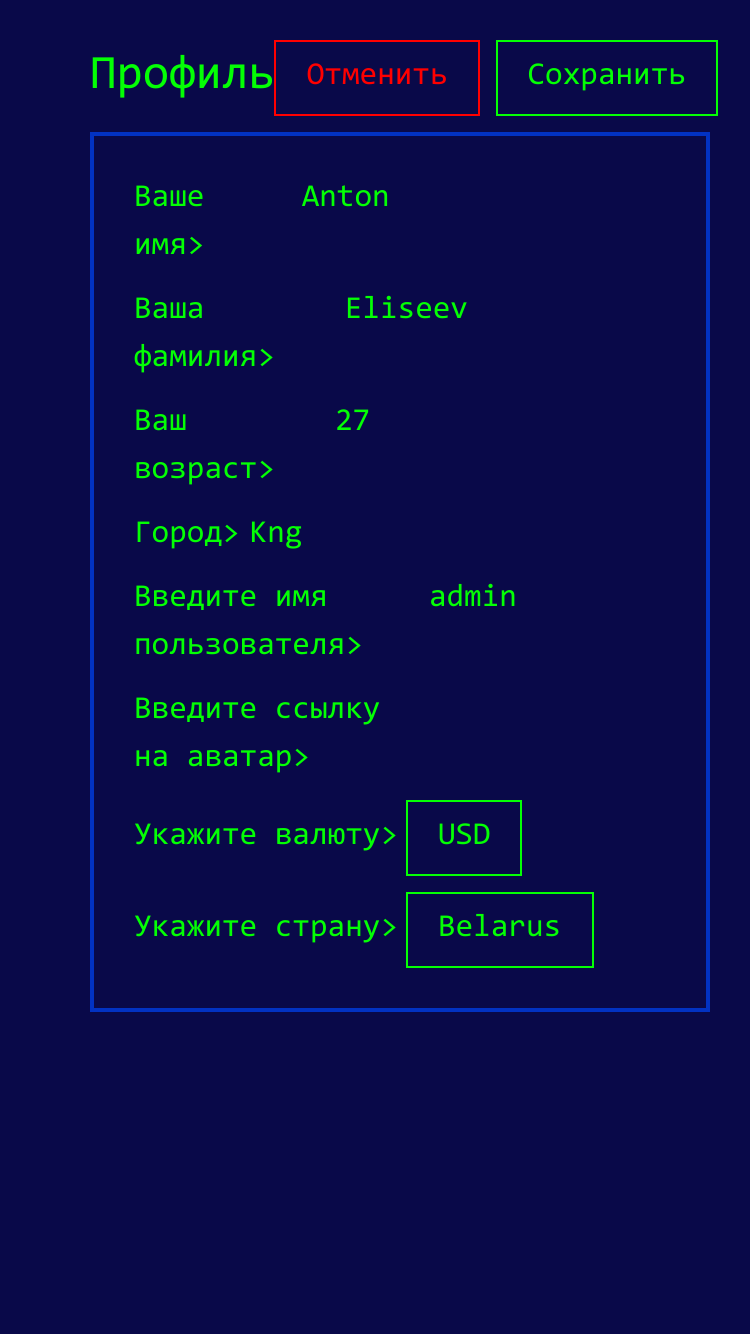 Профиль Отменить Сохранить
Ваше Anton
имя>
Ваша Eliseev
фамилия>
Ваш 27
возраст>
Город> Kng
Введите имя admin
пользователя>
Введите ссылку
на аватар>
Укажите валюту> USD
Укажите страну> Belarus